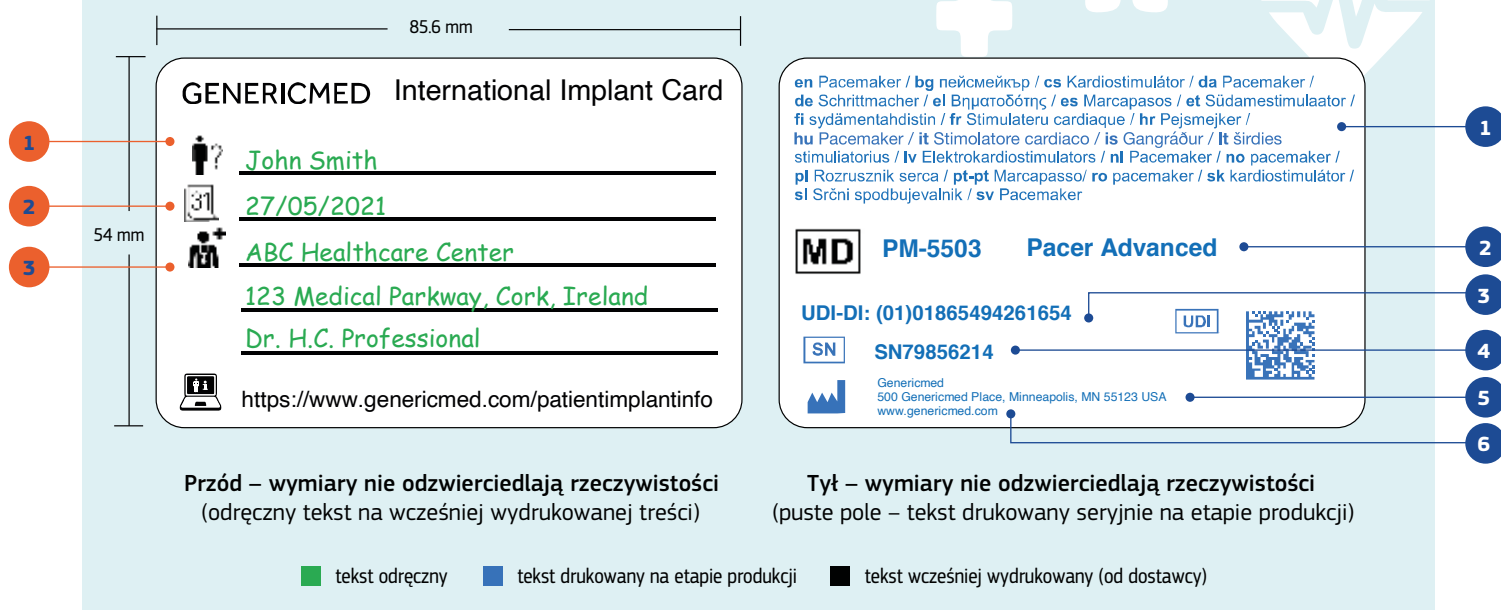 85.6 mm
54 mm
GENERICMED International Implant Card
1
John Smith
2
31
27/05/2021
3
ABC Healthcare Center
123 Medical Parkway, Cork, Ireland
Dr. H.C. Professional
https://www.genericmed.com/patientimplantinfo
en Pacemaker / bg пейсмейкър / cs Kardiostimulátor / da Pacemaker /
de Schrittmacher / el Βηματοδότης / es Marcapasos / et Südamestimulaator /
fi sydämentahdistin / fr Stimulateru cardiaque / hr Pejsmejker /
hu Pacemaker / it Stimolatore cardiaco / is Gangráður / lt širdies
stimuliatorius / lv Elektrokardiostimulators / nl Pacemaker / no pacemaker /
pl Rozrusznik serca / pt-pt Marcapasso/ ro pacemaker / sk kardiostimulátor /
sl Srčni spodbujevalnik / sv Pacemaker
1
MD PM-5503 Pacer Advanced
2
UDI-DI: (01)01865494261654
3
UDI
SN SN79856214
4
Genericmed
500 Genericmed Place, Minneapolis, MN 55123 USA
5
www.genericmed.com
6
Przód – wymiary nie odzwierciedlają rzeczywistości
(odręczny tekst na wcześniej wydrukowanej treści)
Tył – wymiary nie odzwierciedlają rzeczywistości
(puste pole – tekst drukowany seryjnie na etapie produkcji)
tekst odręczny
tekst drukowany na etapie produkcji
tekst wcześniej wydrukowany (od dostawcy)